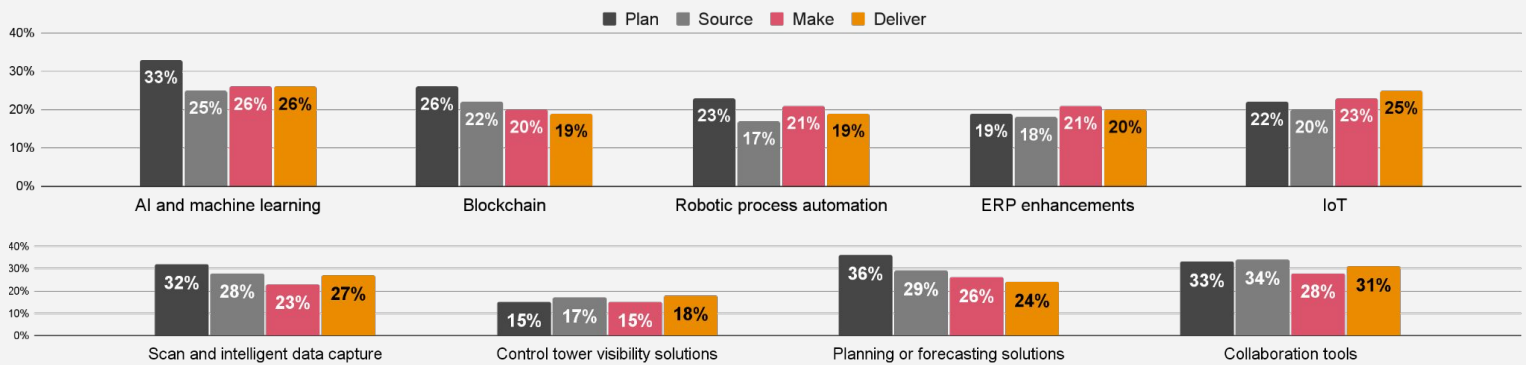 Plan Source Make Deliver
40%
30%
20%
10%
0%
33% 25% 26% 26%
26% 22% 20% 19%
23% 17% 21% 19%
19% 18% 21% 20%
22% 20% 23% 25%
AI and machine learning Blockchain Robotic process automation ERP enhancements IoT
40%
30%
20%
10%
0%
32% 28% 23% 27%
15% 17% 15% 18%
36% 29% 26% 24%
33% 34% 28% 31%
Scan and intelligent data capture Control tower visibility solutions Planning or forecasting solutions Collaboration tools